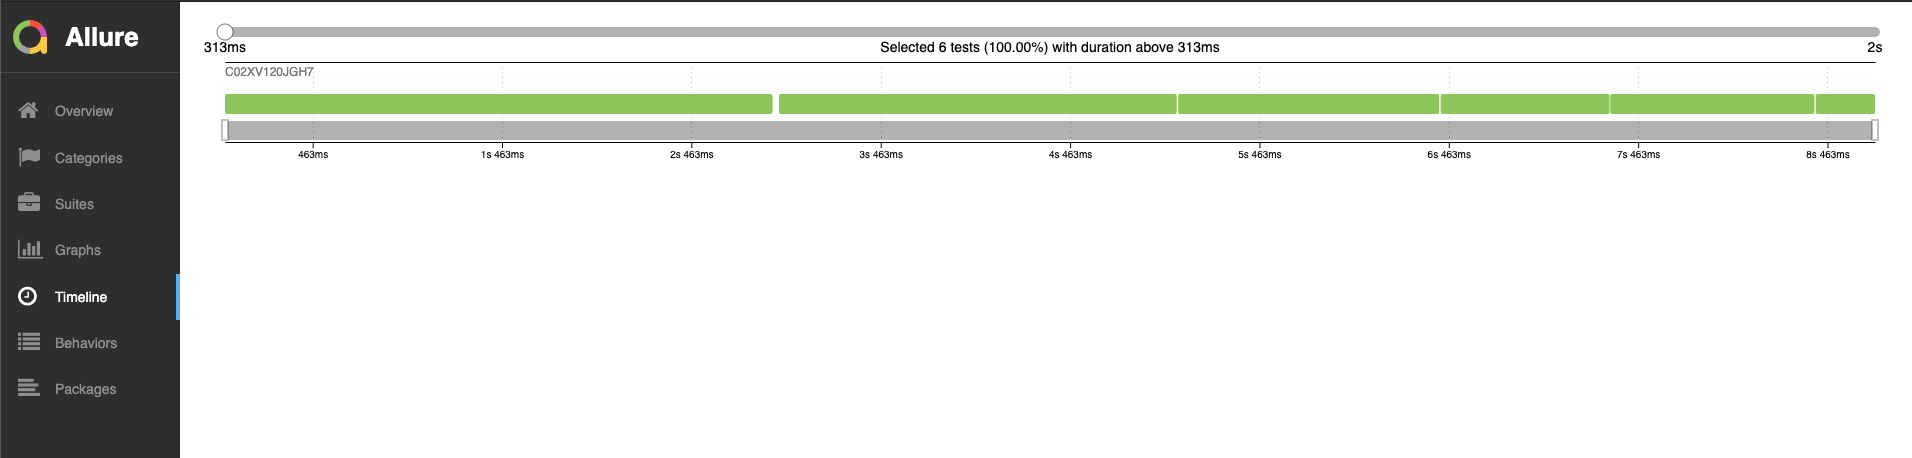 Allure
Overview
Categories
Suites
Graphs
Timeline
Behaviors
Packages
313ms Selected 6 tests (100.00%) with duration above 313ms 2s
C02XV120JGH7
463ms 1s 463ms 2s 463ms 3s 463ms 4s 463ms 5s 463ms 6s 463ms 7s 463ms 8s 463ms